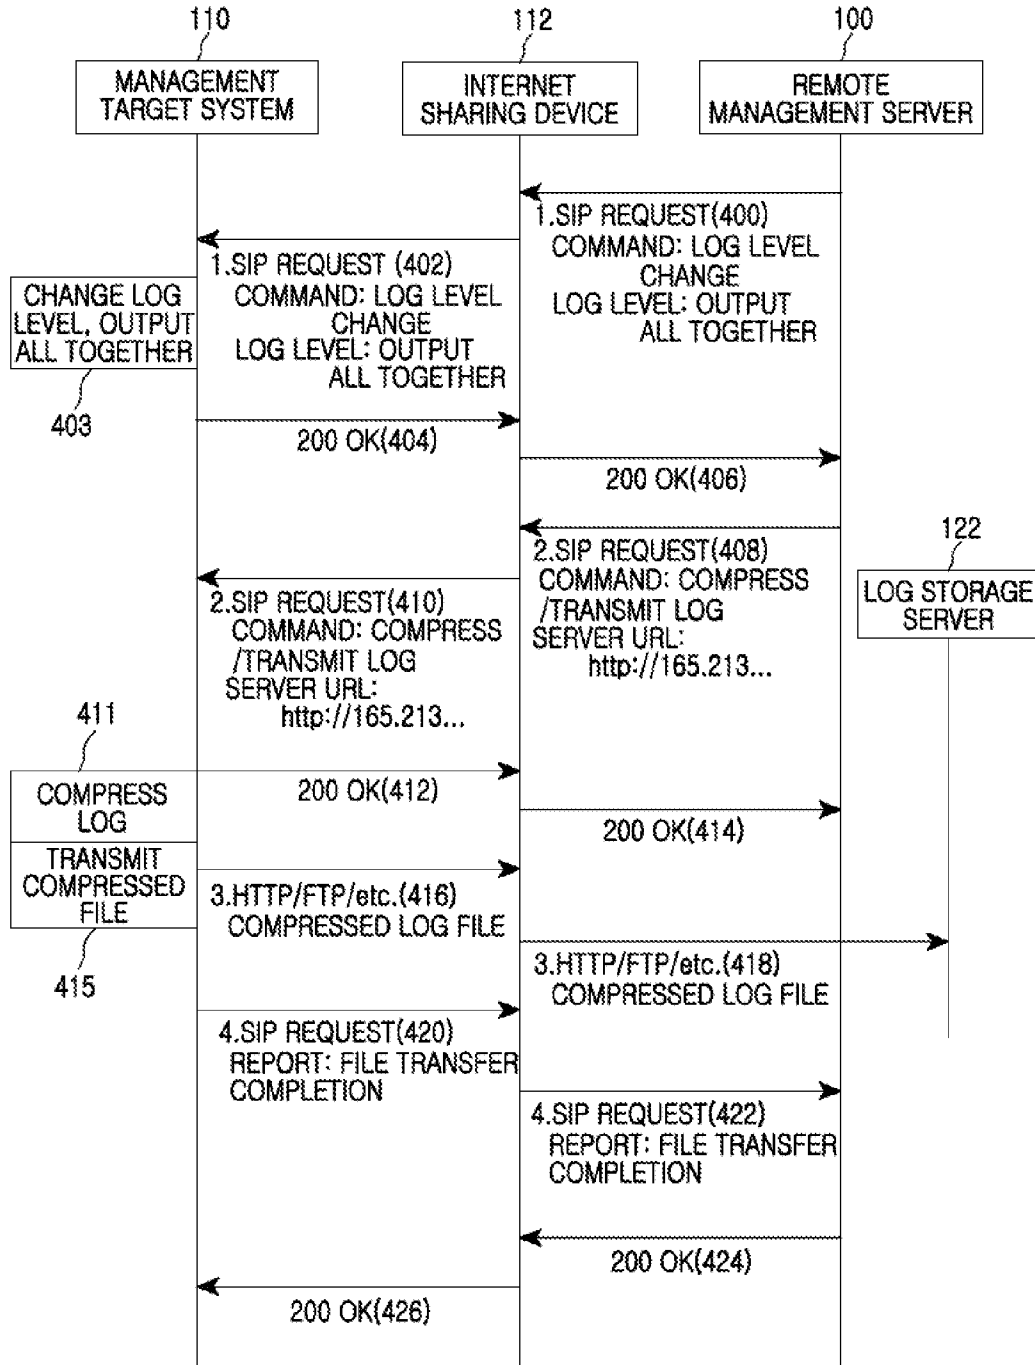 110
112
100
MANAGEMENT
TARGET SYSTEM
INTERNET
SHARING DEVICE
REMOTE
MANAGEMENT SERVER
1.SIP REQUEST(400)
COMMAND: LOG LEVEL
CHANGE
LOG LEVEL: OUTPUT
ALL TOGETHER
1.SIP REQUEST (402)
COMMAND: LOG LEVEL
CHANGE
LOG LEVEL: OUTPUT
ALL TOGETHER
CHANGE LOG
LEVEL, OUTPUT
ALL TOGETHER
403
200 OK(404)
200 OK(406)
2.SIP REQUEST(408)
COMMAND: COMPRESS
/TRANSMIT LOG
SERVER URL:
http://165.213...
122
LOG STORAGE
SERVER
2.SIP REQUEST(410)
COMMAND: COMPRESS
/TRANSMIT LOG
SERVER URL:
http://165.213...
411
COMPRESS
LOG
200 OK(412)
200 OK(414)
TRANSMIT
COMPRESSED
FILE
415
3.HTTP/FTP/etc.(416)
COMPRESSED LOG FILE
3.HTTP/FTP/etc.(418)
COMPRESSED LOG FILE
4.SIP REQUEST(420)
REPORT: FILE TRANSFER
COMPLETION
4.SIP REQUEST(422)
REPORT: FILE TRANSFER
COMPLETION
200 OK(424)
200 OK(426)